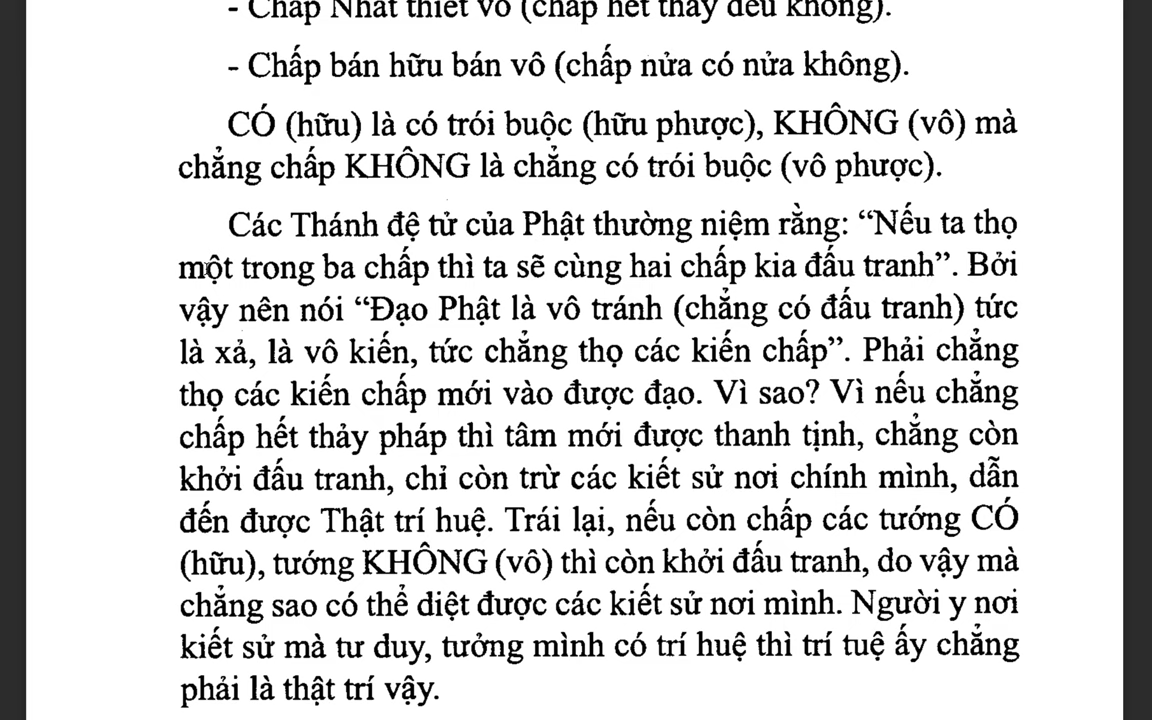 - Chấp Nhất thiết vô (chấp hết thảy đều không).
- Chấp bán hữu bán vô (chấp nửa có nửa không).
CÓ (hữu) là có trói buộc (hữu phược), KHÔNG (vô) mà
chẳng chấp KHÔNG là chẳng có trói buộc (vô phược).
Các Thánh đệ tử của Phật thường niệm rằng: “Nếu ta thọ
một trong ba chấp thì ta sẽ cùng hai chấp kia đấu tranh”. Bởi
vậy nên nói “Đạo Phật là vô tránh (chẳng có đấu tranh) tức
là xả, là vô kiến, tức chẳng thọ các kiến chấp”. Phải chẳng
thọ các kiến chấp mới vào được đạo. Vì sao? Vì nếu chẳng
chấp hết thảy pháp thì tâm mới được thanh tịnh, chẳng còn
khởi đấu tranh, chỉ còn trừ các kiết sử nơi chính mình, dẫn
đến được Thật trí huệ. Trái lại, nếu còn chấp các tướng CÓ
(hữu), tướng KHÔNG (vô) thì còn khởi đấu tranh, do vậy mà
chẳng sao có thể diệt được các kiết sử nơi mình. Người y nơi
kiết sử mà tư duy, tưởng mình có trí huệ thì trí tuệ ấy chẳng
phải là thật trí vậy.